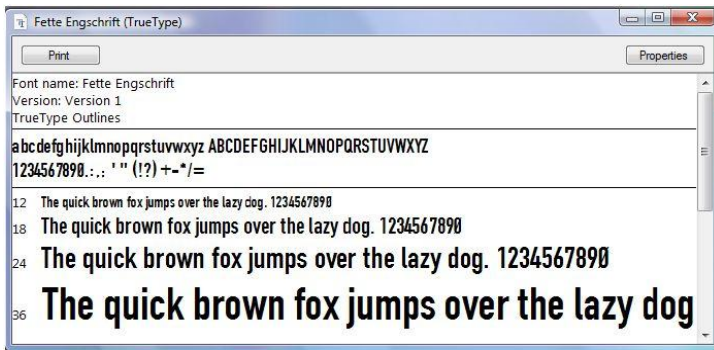 Fette Engschrift (TrueType)
Print Properties
Font name: Fette Engschrift
Version: Version 1
TrueType Outlines
abcdefghijklmnopqrstuvwxyz ABCDEFGHIJKLMNOPQRSTUVWXYZ
1234567890.:,; ' " (!?) +-*/=
12 The quick brown fox jumps over the lazy dog. 1234567890
18 The quick brown fox jumps over the lazy dog. 1234567890
24 The quick brown fox jumps over the lazy dog. 1234567890
36 The quick brown fox jumps over the lazy dog